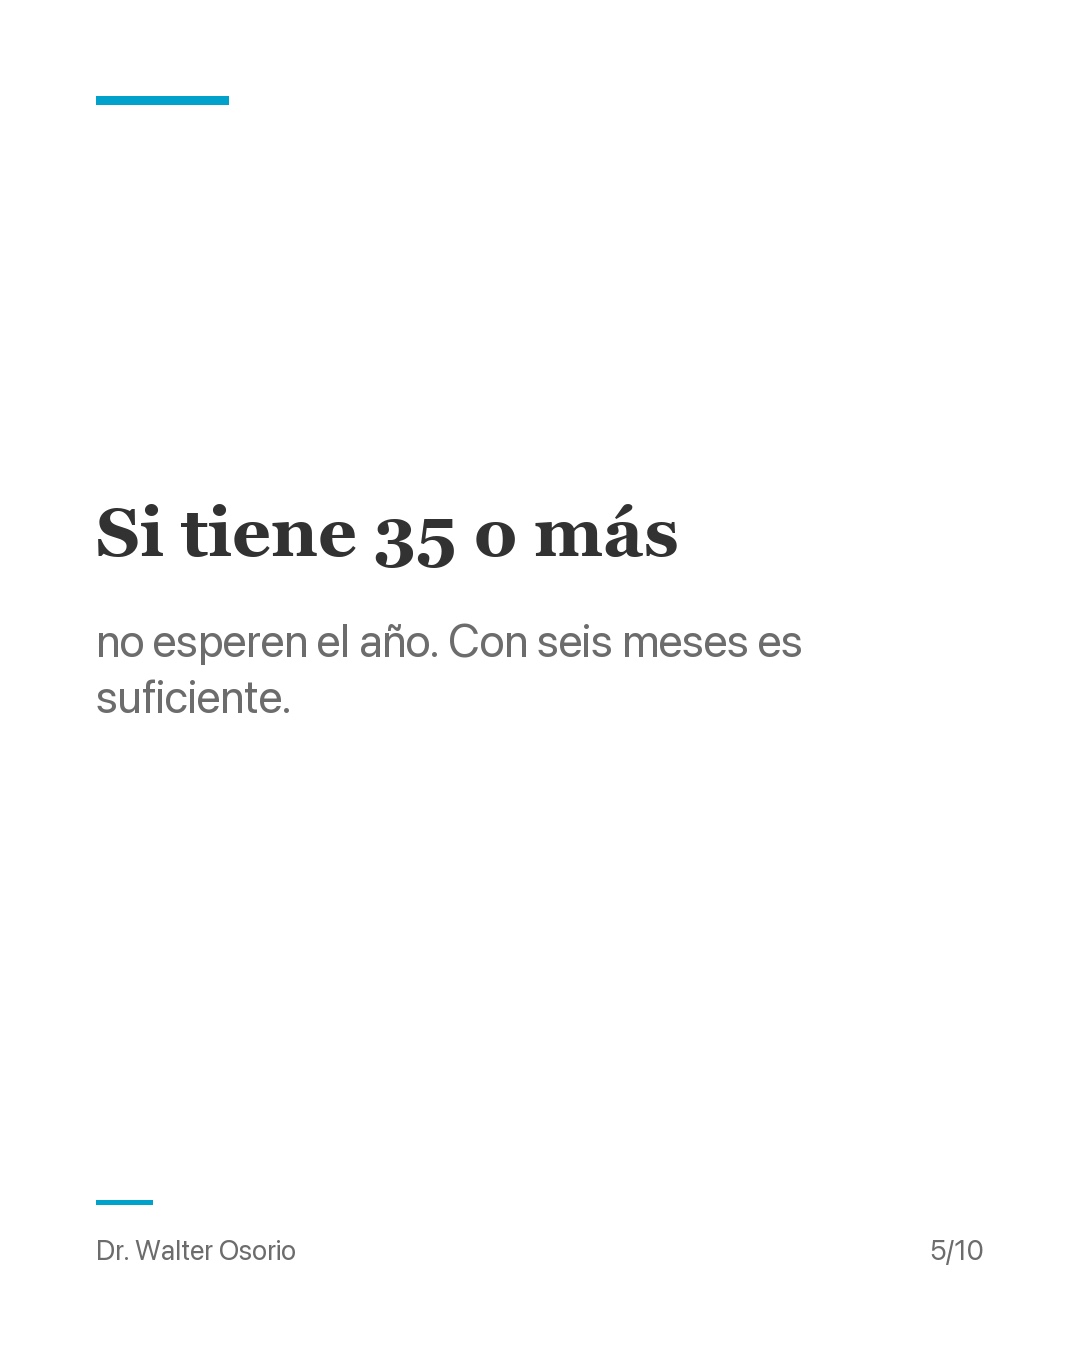 Si tiene 35 o más
no esperen el año. Con seis meses es
suficiente.
Dr. Walter Osorio
5/10